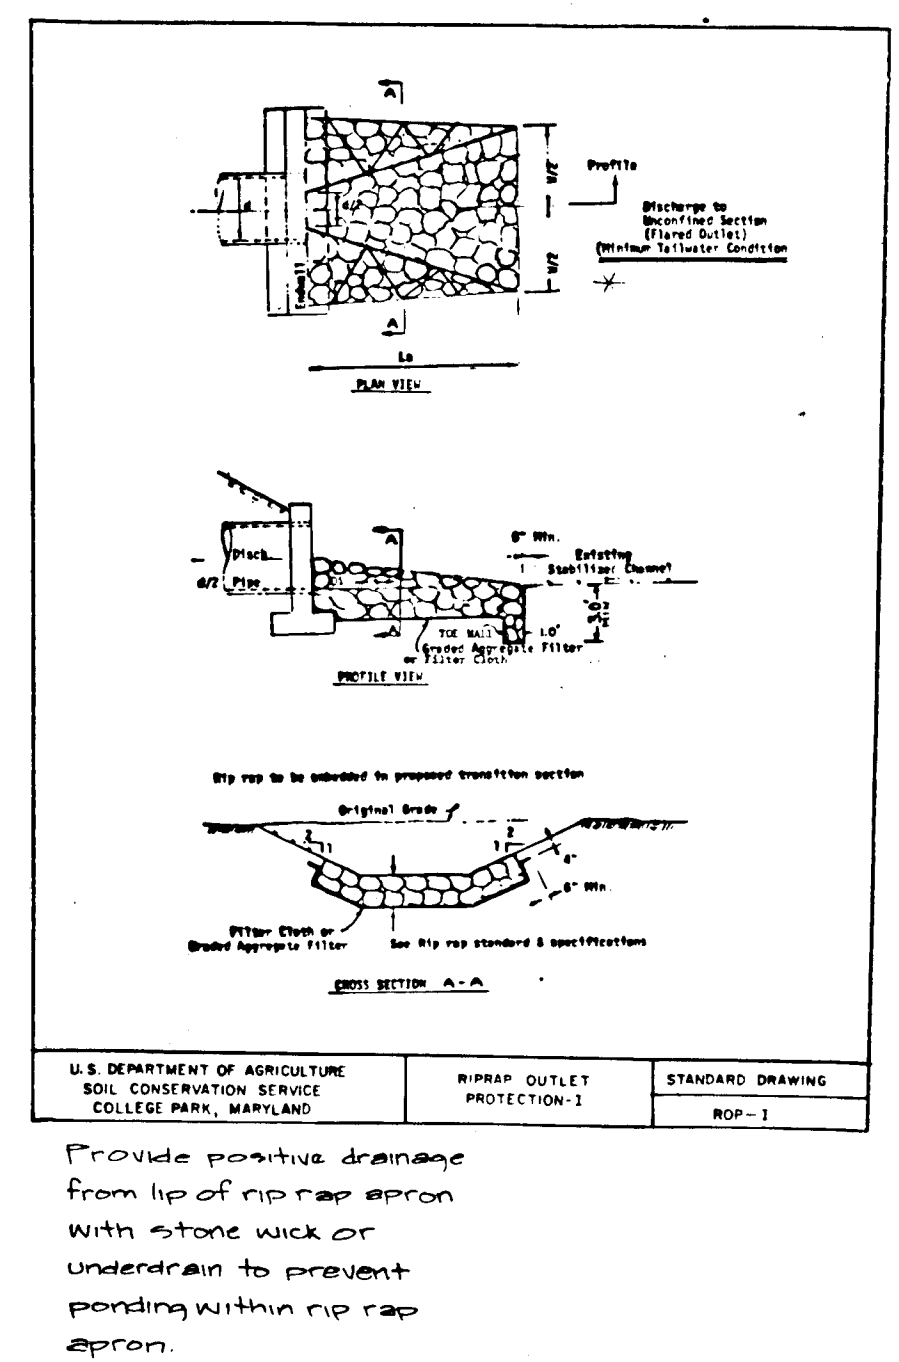 A
W/2
Profile
d
d/2
Discharge to
Unconfined Section
(Flared Outlet)
(Minimum Tailwater Condition
W/2
Endwall
A
La
PLAN VIEW
A
Disch.
d/2 Pipe
6" Min.
Existing
Stabilized Channel
A
TOE WALL
1.0'
Graded Aggregate Filter
or Filter Cloth
PROFILE VIEW
Rip rap to be embedded in proposed transition section
Original Grade
2
1
2
1
4"
6" Min.
Filter Cloth or
Graded Aggregate Filter
See Rip rap standard & specifications
CROSS SECTION A-A
U.S. DEPARTMENT OF AGRICULTURE
SOIL CONSERVATION SERVICE
COLLEGE PARK, MARYLAND
RIPRAP OUTLET
PROTECTION-I
STANDARD DRAWING
ROP-I
Provide positive drainage
from lip of rip rap apron
with stone wick or
underdrain to prevent
ponding within rip rap
apron.